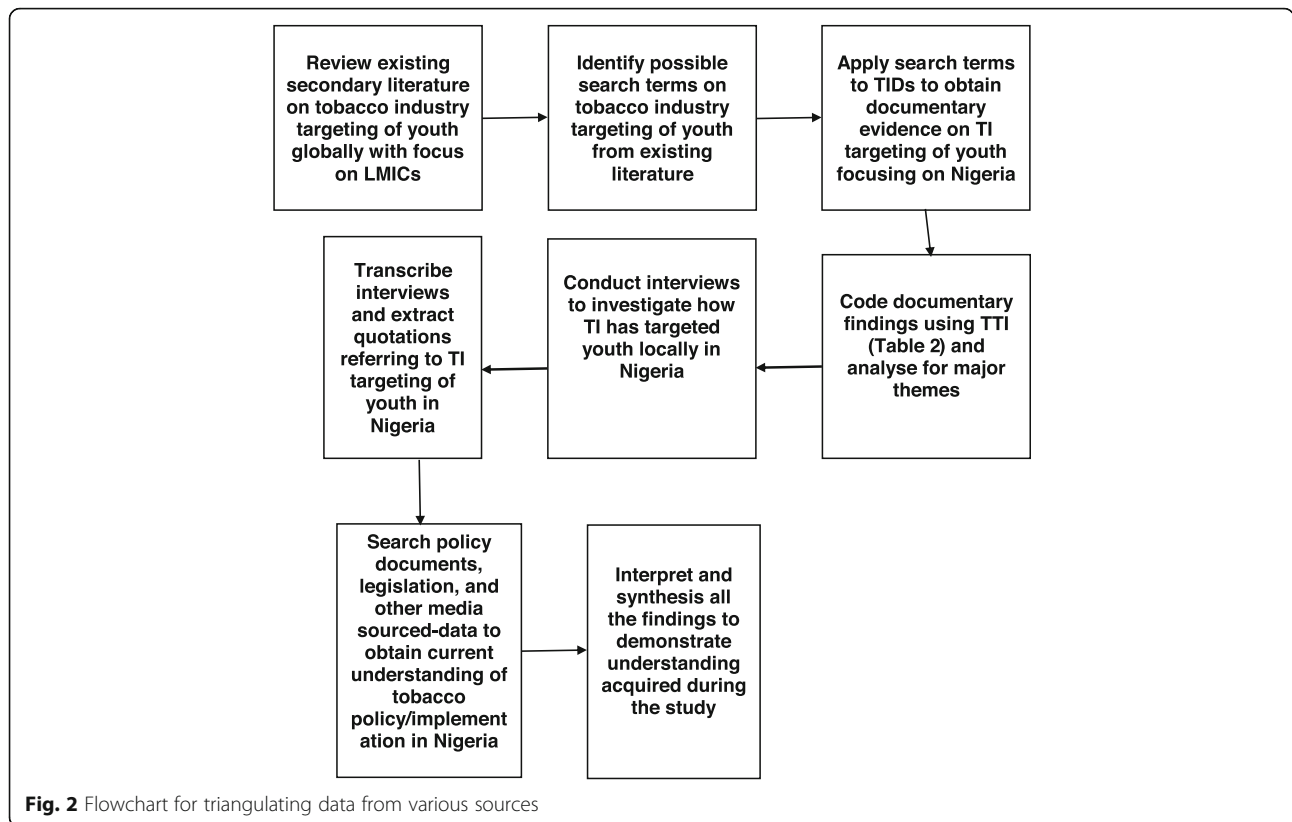 Review existing
secondary literature
on tobacco industry
targeting of youth
globally with focus
on LMICs
Identify possible
search terms on
tobacco industry
targeting of youth
from existing
literature
Apply search terms
to TIDs to obtain
documentary
evidence on TI
targeting of youth
focusing on Nigeria
Code documentary
findings using TTI
(Table 2) and
analyse for major
themes
Conduct interviews
to investigate how
TI has targeted
youth locally in
Nigeria
Transcribe
interviews
and extract
quotations
referring to TI
targeting of
youth in
Nigeria
Search policy
documents,
legislation, and
other media
sourced-data to
obtain current
understanding of
tobacco
policy/implement
ation in Nigeria
Interpret and
synthesis all
the findings to
demonstrate
understanding
acquired during
the study
Fig. 2 Flowchart for triangulating data from various sources